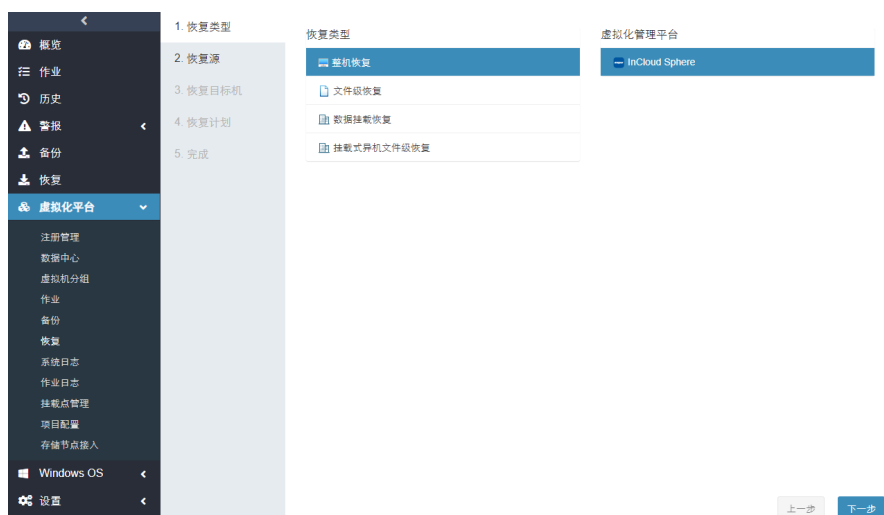 概览
作业
历史
警报
备份
恢复
虚拟化平台
注册管理
数据中心
虚拟机分组
作业
备份
恢复
系统日志
作业日志
挂载点管理
项目配置
存储节点接入
Windows OS
设置
1. 恢复类型
2. 恢复源
3. 恢复目标机
4. 恢复计划
5. 完成
恢复类型
整机恢复
文件级恢复
数据挂载恢复
挂载式异机文件级恢复
虚拟化管理平台
InCloud Sphere
上一步
下一步